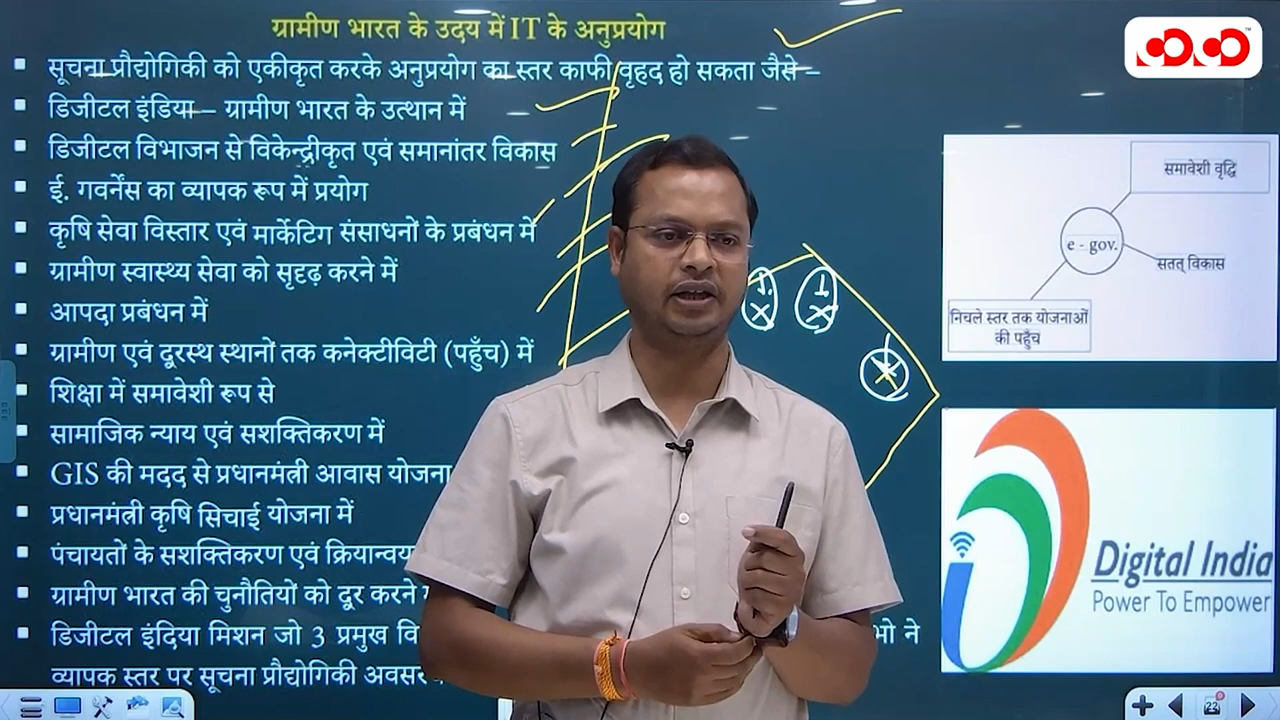 ग्रामीण भारत के उदय में IT के अनुप्रयोग
सूचना प्रौद्योगिकी को एकीकृत करके अनुप्रयोग का स्तर काफी वृहद हो सकता जैसे –
डिजीटल इंडिया – ग्रामीण भारत के उत्थान में
डिजीटल विभाजन से विकेन्द्रीकृत एवं समानांतर विकास
ई. गवर्नेंस का व्यापक रूप में प्रयोग
कृषि सेवा विस्तार एवं मार्केटिग संसाधनों के प्रबंधन में
ग्रामीण स्वास्थ्य सेवा को सुदृढ़ करने में
आपदा प्रबंधन में
ग्रामीण एवं दूरस्थ स्थानों तक कनेक्टीविटी (पहुँच) में
शिक्षा में समावेशी रूप से
सामाजिक न्याय एवं सशक्तिकरण में
GIS की मदद से प्रधानमंत्री आवास योजना
प्रधानमंत्री कृषि सिचाई योजना में
पंचायतों के सशक्तिकरण एवं
ग्रामीण भारत की चुनौतियों को दूर करने
डिजीटल इंदिया मिशन जो 3 प्रमुख ने
व्यापक स्तर पर सूचना प्रौद्योगिकी
समावेशी वृद्धि
e - gov.
सतत् विकास
निचले स्तर तक योजनाओं
की पहुँच
Digital India
Power To Empower
22